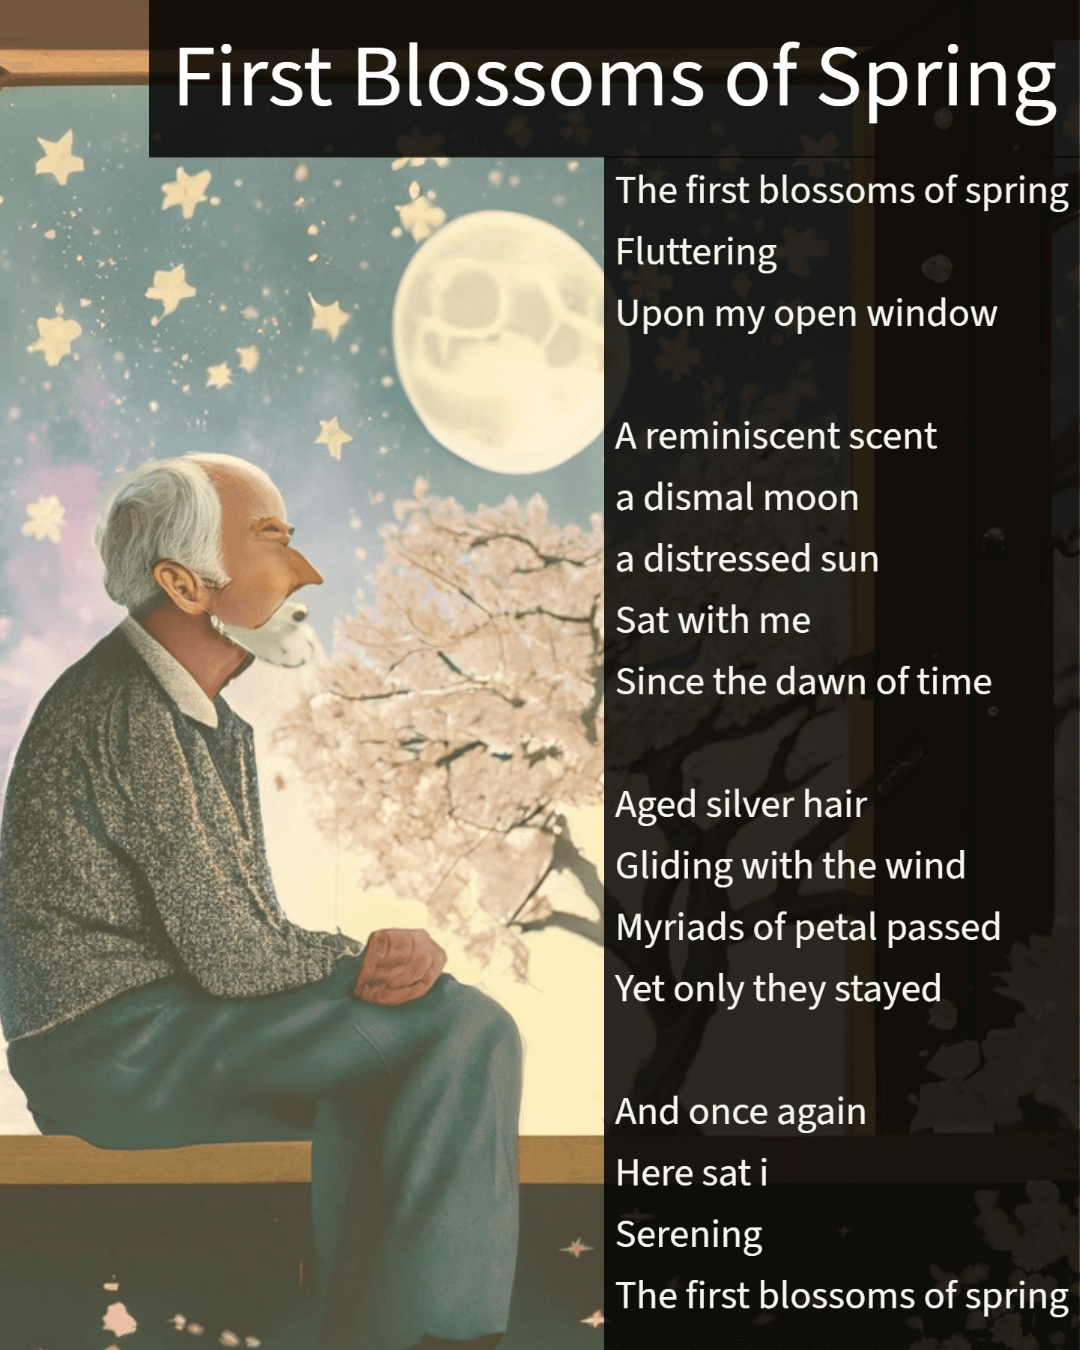 First Blossoms of Spring
The first blossoms of spring
Fluttering
Upon my open window
A reminiscent scent
a dismal moon
a distressed sun
Sat with me
Since the dawn of time
Aged silver hair
Gliding with the wind
Myriads of petal passed
Yet only they stayed
And once again
Here sat i
Serening
The first blossoms of spring